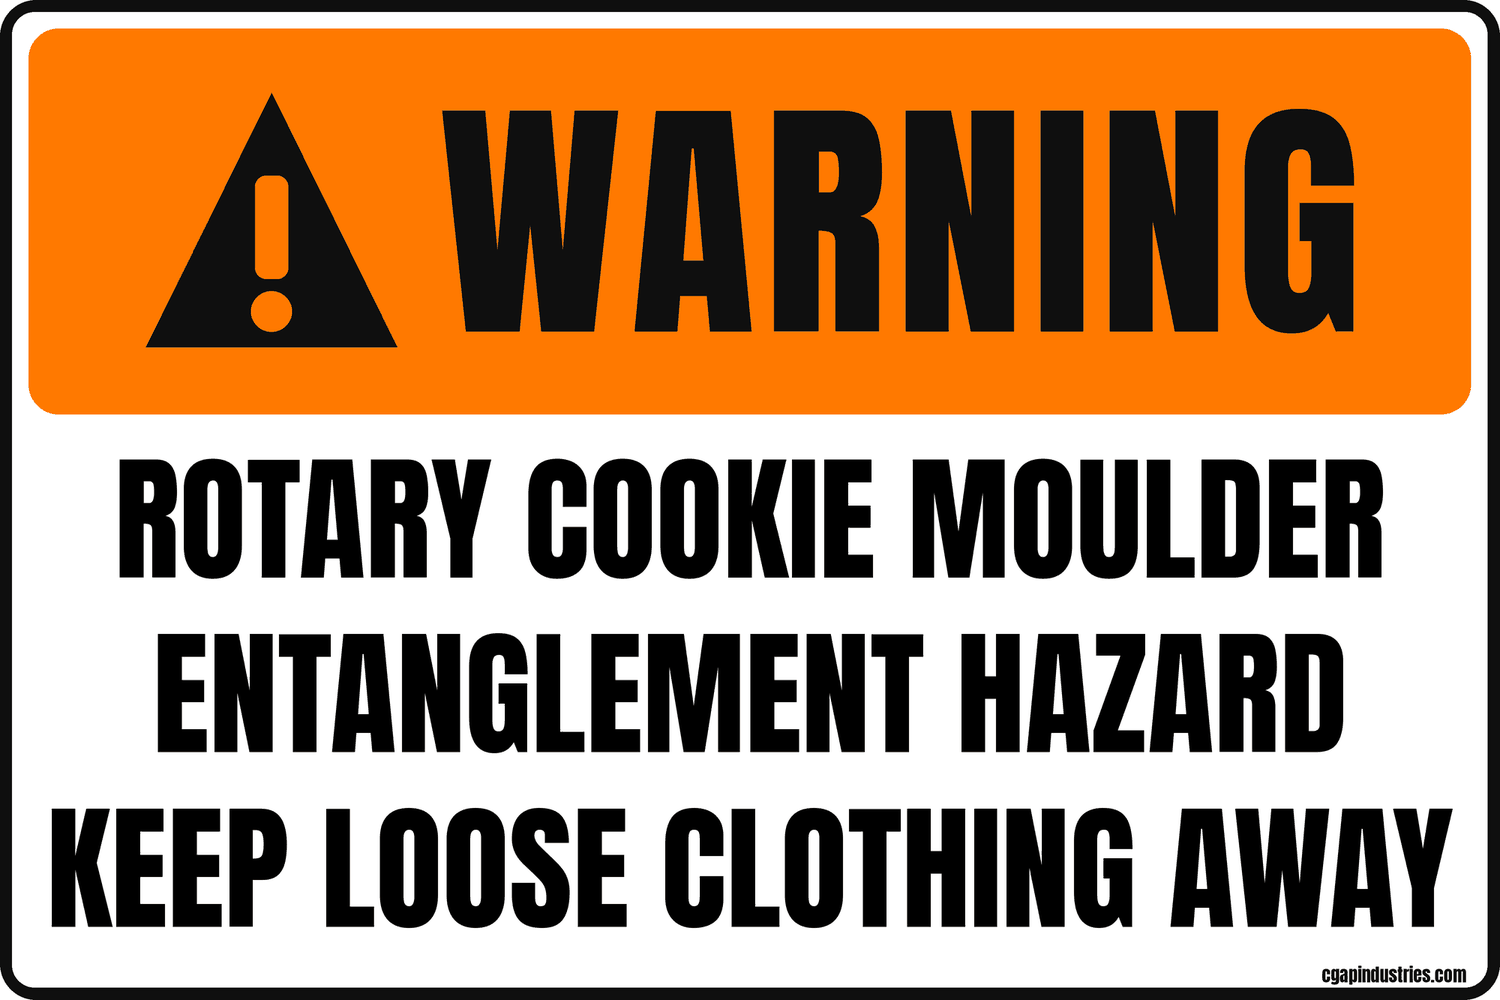 WARNING
ROTARY COOKIE MOULDER
ENTANGLEMENT HAZARD
KEEP LOOSE CLOTHING AWAY
cgapindustries.com